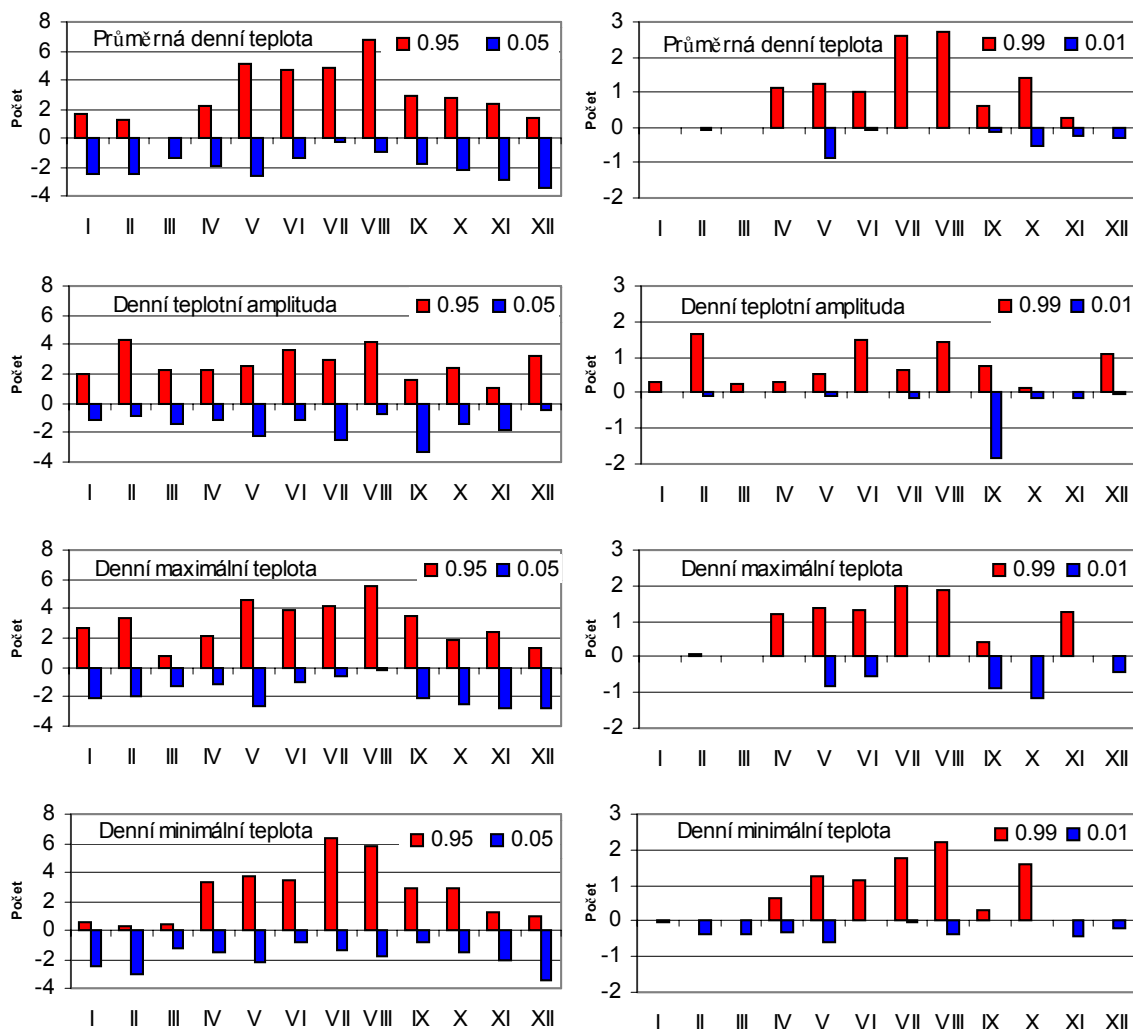 8
6
4
2
0
-2
-4
Počet
Průměrná denní teplota
0.95 0.05
I II III IV V VI VII VIII IX X XI XII
3
2
1
0
-1
-2
Počet
Průměrná denní teplota
0.99 0.01
I II III IV V VI VII VIII IX X XI XII
8
6
4
2
0
-2
-4
Počet
Denní teplotní amplituda
0.95 0.05
I II III IV V VI VII VIII IX X XI XII
3
2
1
0
-1
-2
Počet
Denní teplotní amplituda
0.99 0.01
I II III IV V VI VII VIII IX X XI XII
8
6
4
2
0
-2
-4
Počet
Denní maximální teplota
0.95 0.05
I II III IV V VI VII VIII IX X XI XII
3
2
1
0
-1
-2
Počet
Denní maximální teplota
0.99 0.01
I II III IV V VI VII VIII IX X XI XII
8
6
4
2
0
-2
-4
Počet
Denní minimální teplota
0.95 0.05
I II III IV V VI VII VIII IX X XI XII
3
2
1
0
-1
-2
Počet
Denní minimální teplota
0.99 0.01
I II III IV V VI VII VIII IX X XI XII